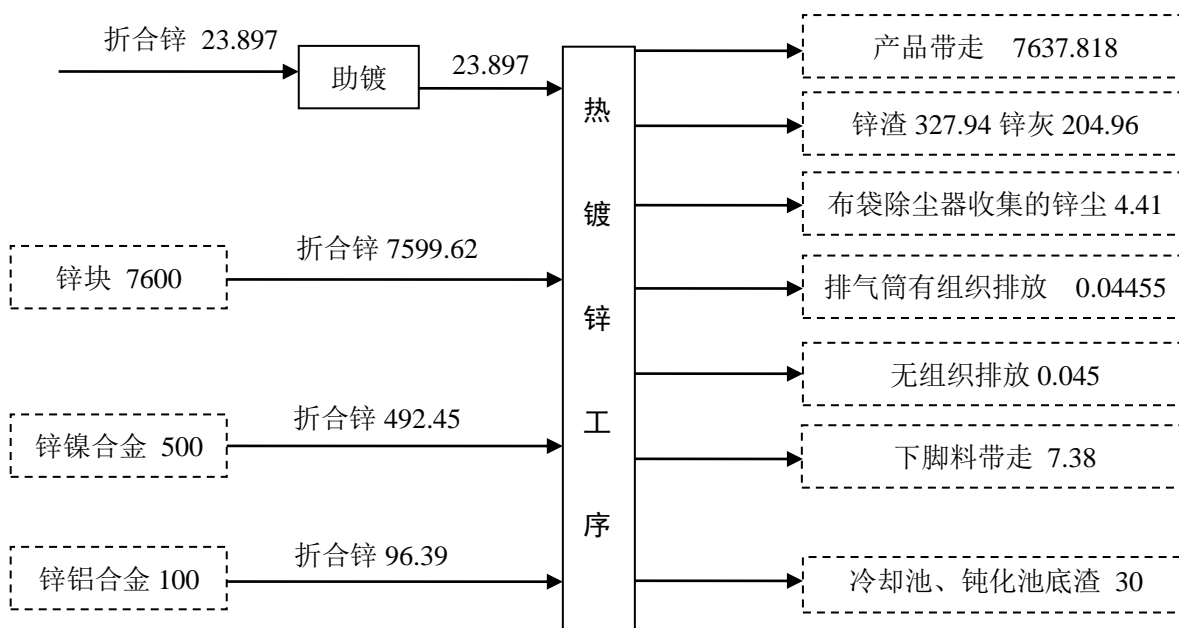 折合锌 23.897
助镀
23.897
锌块 7600
折合锌 7599.62
锌镍合金 500
折合锌 492.45
锌铝合金 100
折合锌 96.39
热
镀
锌
工
序
产品带走 7637.818
锌渣 327.94 锌灰 204.96
布袋除尘器收集的锌尘 4.41
排气筒有组织排放 0.04455
无组织排放 0.045
下脚料带走 7.38
冷却池、钝化池底渣 30